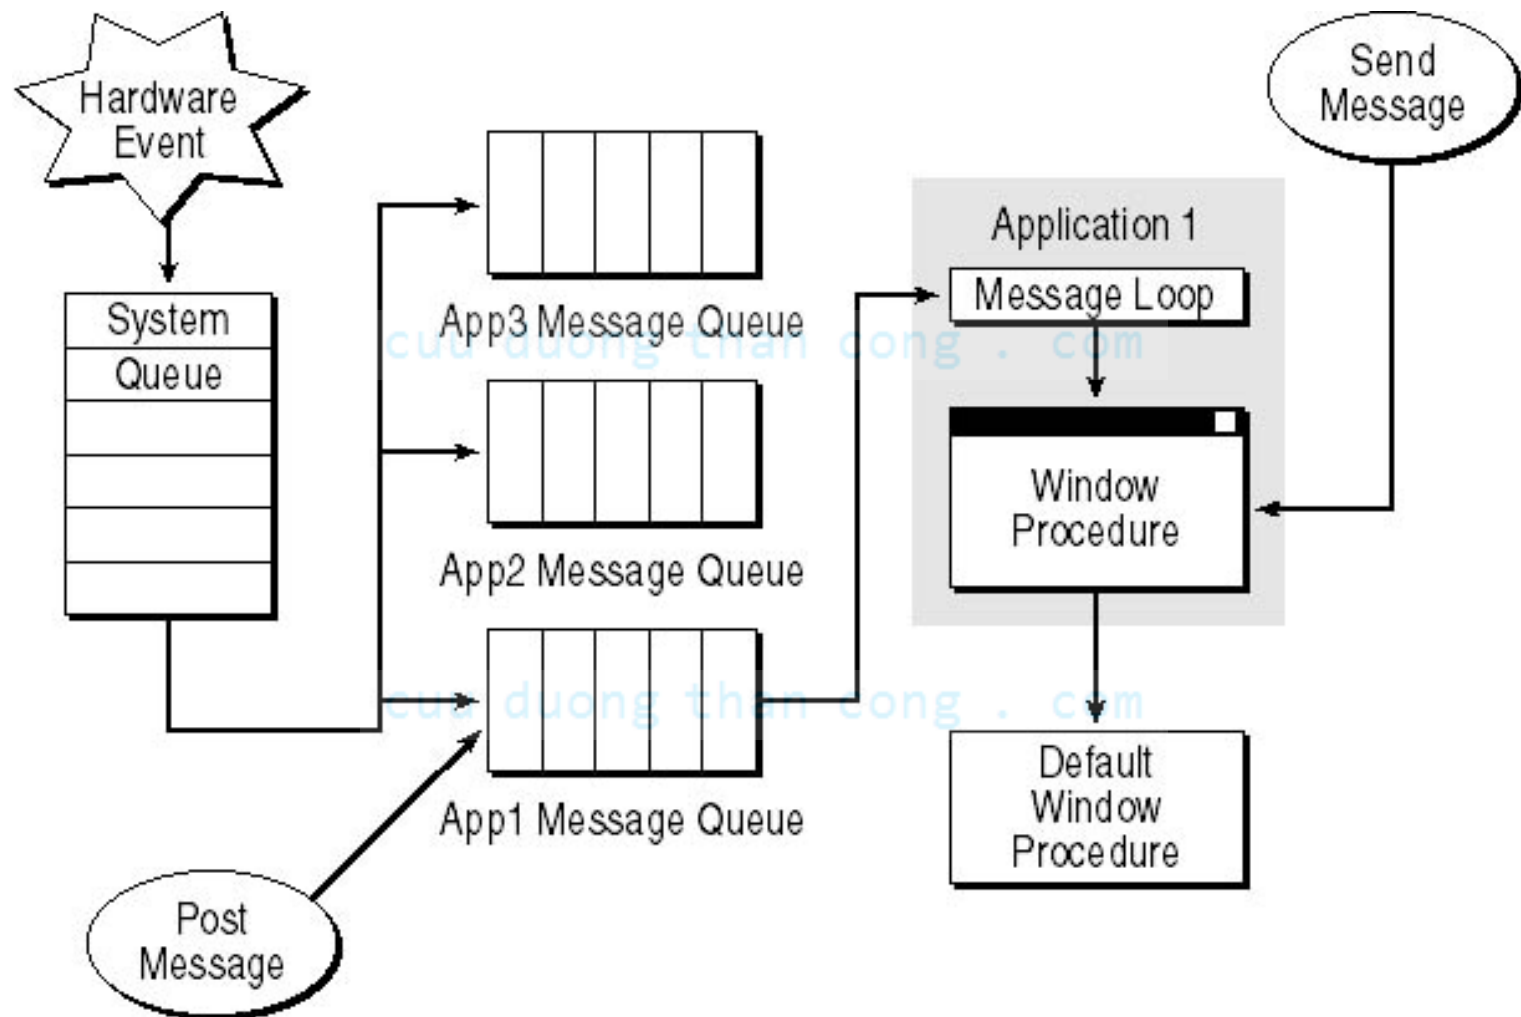 Hardware
Event
Send
Message
System
Queue
App3 Message Queue
cuu duong than cong . com
App2 Message Queue
App1 Message Queue
cuu duong than cong . com
Application 1
Message Loop
Window
Procedure
Default
Window
Procedure
Post
Message